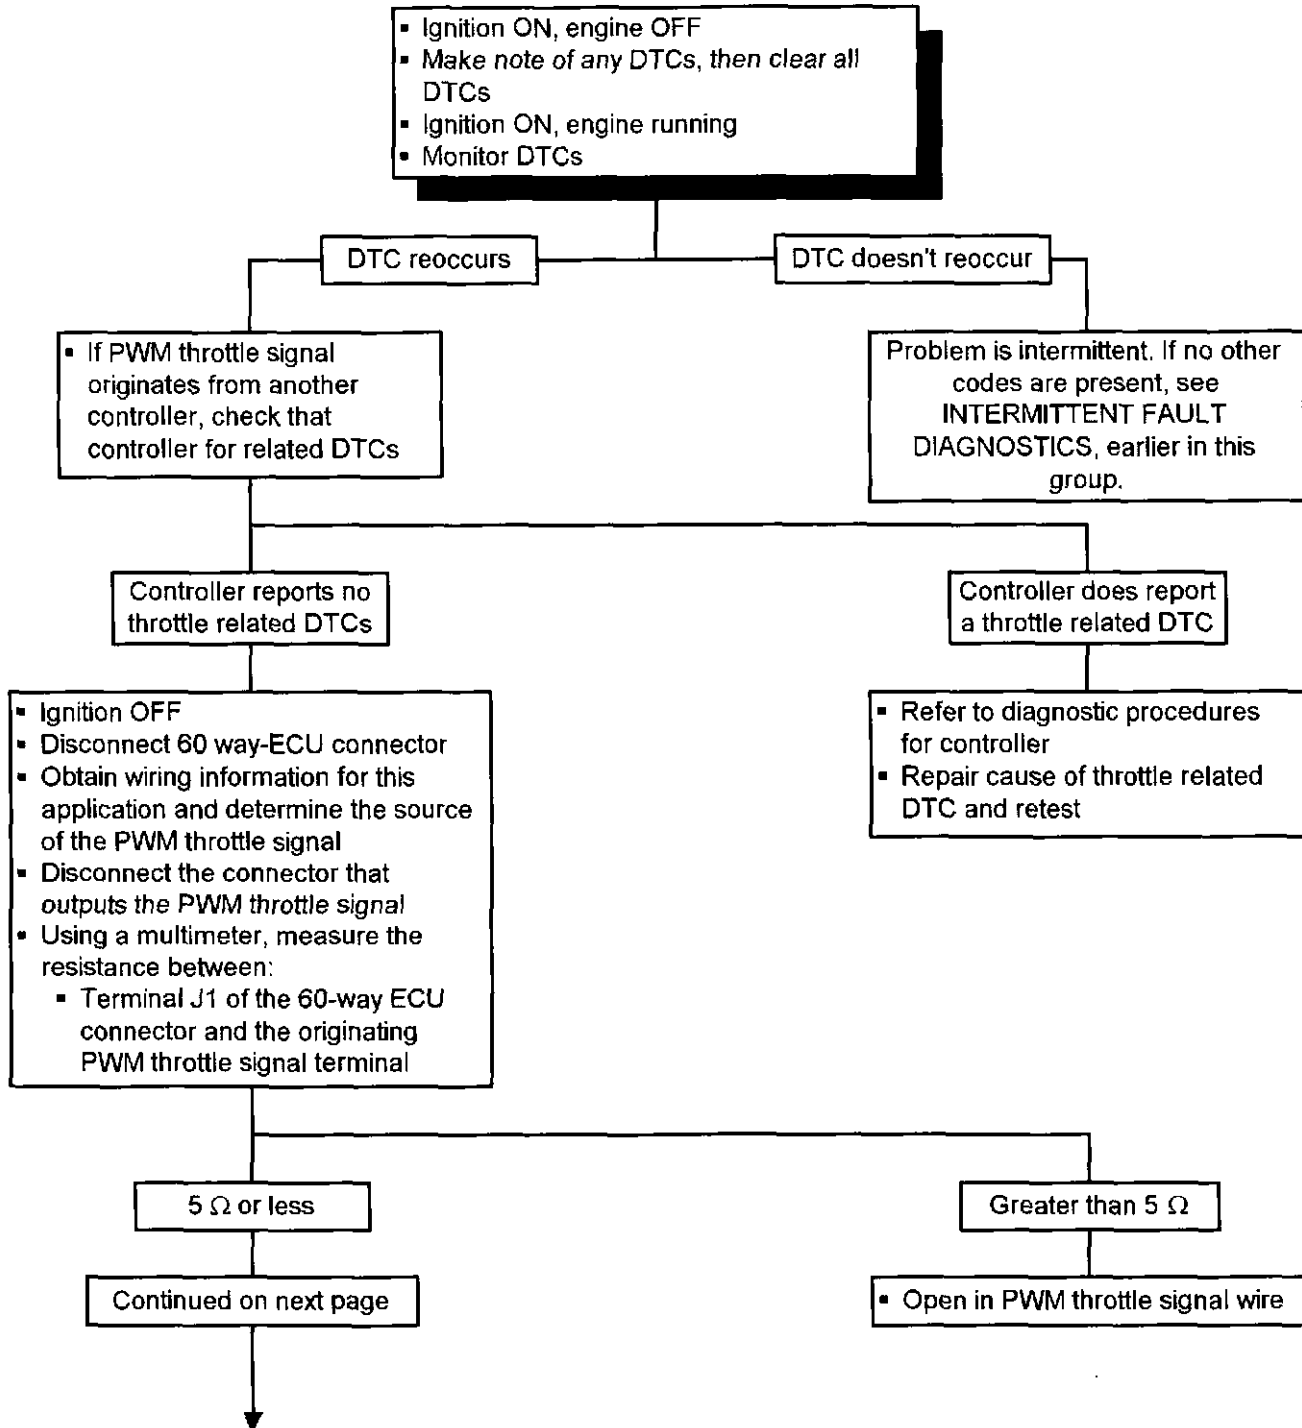 ▪ Ignition ON, engine OFF
▪ Make note of any DTCs, then clear all
DTCs
▪ Ignition ON, engine running
▪ Monitor DTCs
DTC reoccurs
DTC doesn't reoccur
▪ If PWM throttle signal
originates from another
controller, check that
controller for related DTCs
Problem is intermittent. If no other
codes are present, see
INTERMITTENT FAULT
DIAGNOSTICS, earlier in this
group.
Controller reports no
throttle related DTCs
Controller does report
a throttle related DTC
▪ Ignition OFF
▪ Disconnect 60 way-ECU connector
▪ Obtain wiring information for this
application and determine the source
of the PWM throttle signal
▪ Disconnect the connector that
outputs the PWM throttle signal
▪ Using a multimeter, measure the
resistance between:
▪ Terminal J1 of the 60-way ECU
connector and the originating
PWM throttle signal terminal
▪ Refer to diagnostic procedures
for controller
▪ Repair cause of throttle related
DTC and retest
5 Ω or less
Greater than 5 Ω
Continued on next page
▪ Open in PWM throttle signal wire